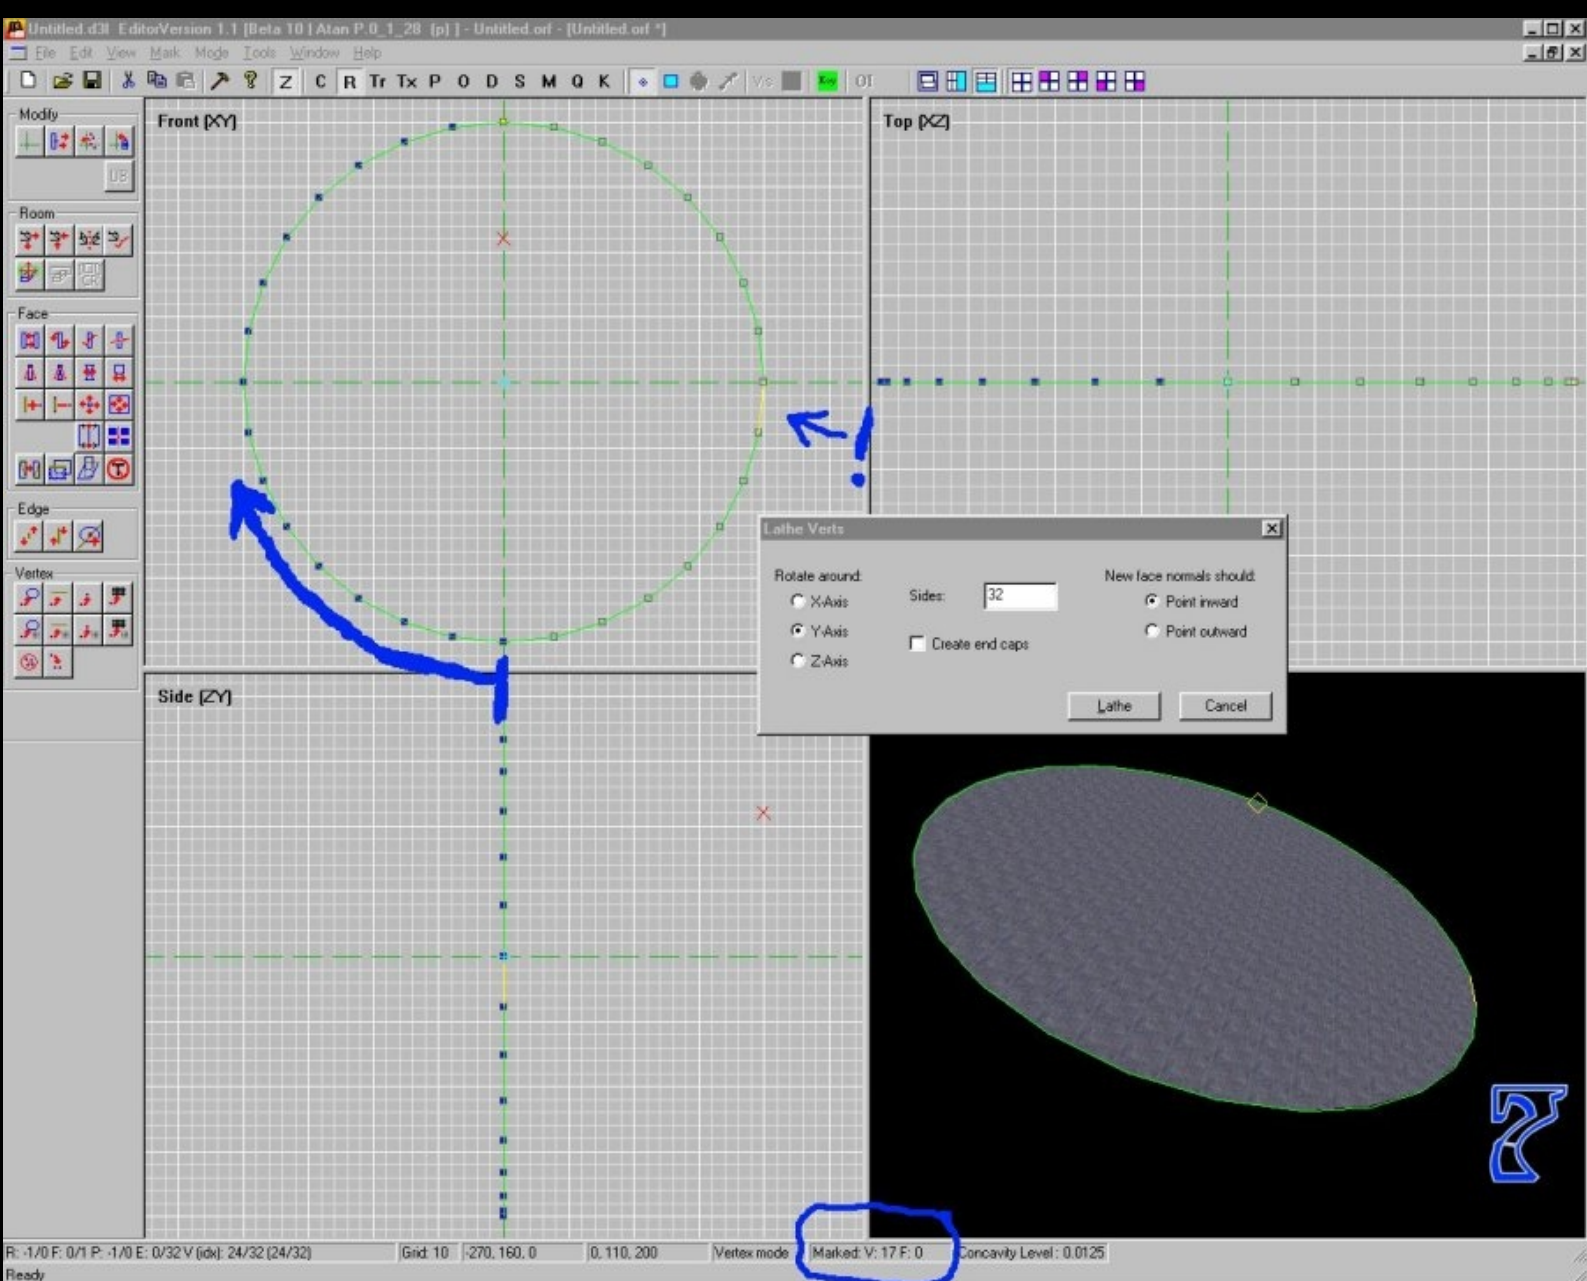 Untitled.d3l EditorVersion 1.1 [Beta 10 | Atan P.0_1_28 (p) ] - Untitled.orf - [Untitled.orf *]
File Edit View Mark Mode Tools Window Help
Z C R Tr Tx P O D S M Q K Vs
Modify
UB
Room
Face
Edge
Vertex
Front [XY]
Top [XZ]
!
Lathe Verts
Rotate around:
X-Axis
Y-Axis
Z-Axis
Sides: 32
Create end caps
New face normals should:
Point inward
Point outward
Lathe Cancel
Side [ZY]
R: -1/0 F: 0/1 P: -1/0 E: 0/32 V (idx): 24/32 (24/32) Grid: 10 -270, 160, 0 0, 110, 200 Vertex mode Marked: V: 17 F: 0 Concavity Level : 0.0125
Ready